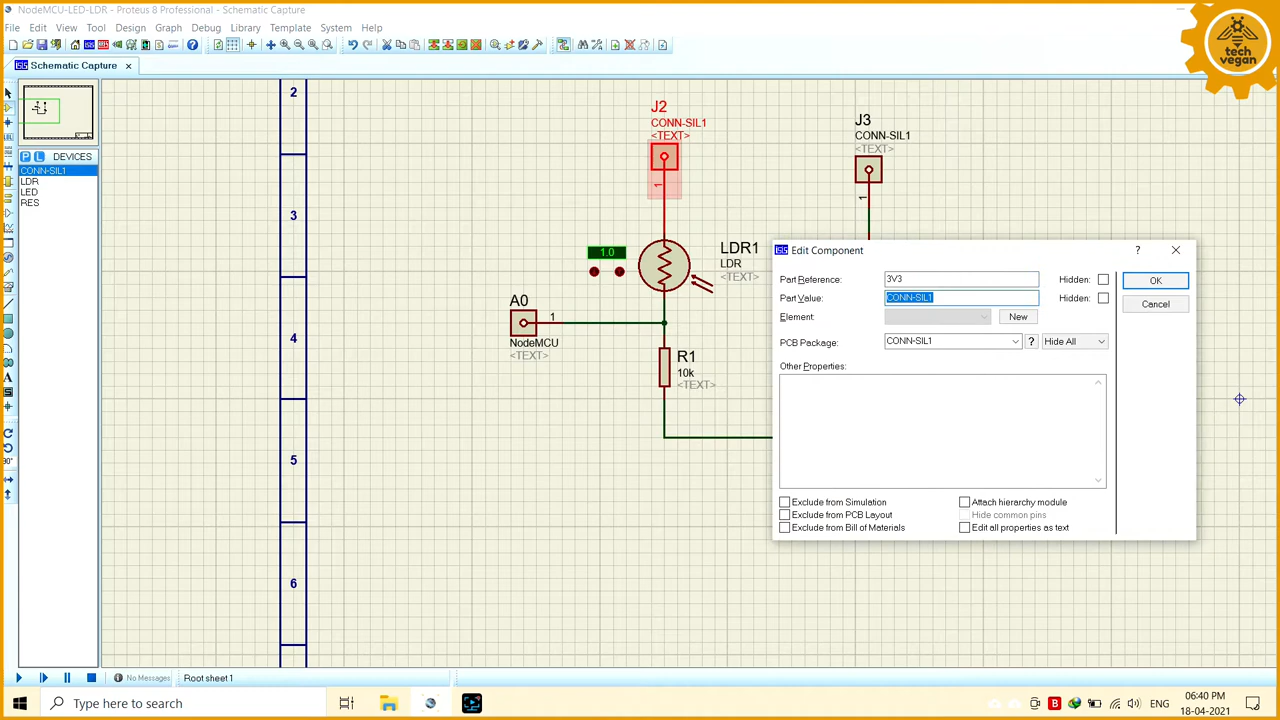 NodeMCU-LED-LDR - Proteus 8 Professional - Schematic Capture
File Edit View Tool Design Graph Debug Library Template System Help
tech
vegan
Schematic Capture
DEVICES
P
L
CONN-SIL1
LDR
LED
RES
2
3
4
5
6
J2
CONN-SIL1
<TEXT>
1
J3
CONN-SIL1
<TEXT>
1
1.0
LDR1
LDR
<TEXT>
A0
1
NodeMCU
<TEXT>
R1
10k
<TEXT>
Edit Component
Part Reference: 3V3 Hidden:
Part Value: CONN-SIL1 Hidden:
Element: New
PCB Package: CONN-SIL1 ? Hide All
Other Properties:
OK
Cancel
Exclude from Simulation
Exclude from PCB Layout
Exclude from Bill of Materials
Attach hierarchy module
Hide common pins
Edit all properties as text
No Messages
Root sheet 1
Type here to search
ENG
06:40 PM
18-04-2021